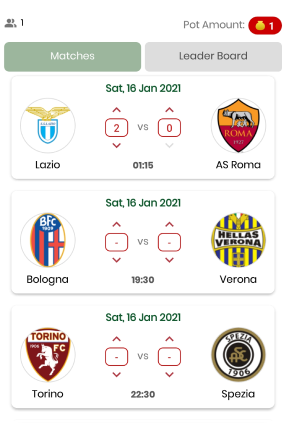 1
Pot Amount: 1
Matches Leader Board
Sat, 16 Jan 2021
2 vs 0
ROMA
1927
Lazio 01:15 AS Roma
Sat, 16 Jan 2021
BFC
1909
- vs -
HELLAS
VERONA
Bologna 19:30 Verona
Sat, 16 Jan 2021
TORINO
1906 FC
- vs -
SPEZIA
1906
Torino 22:30 Spezia